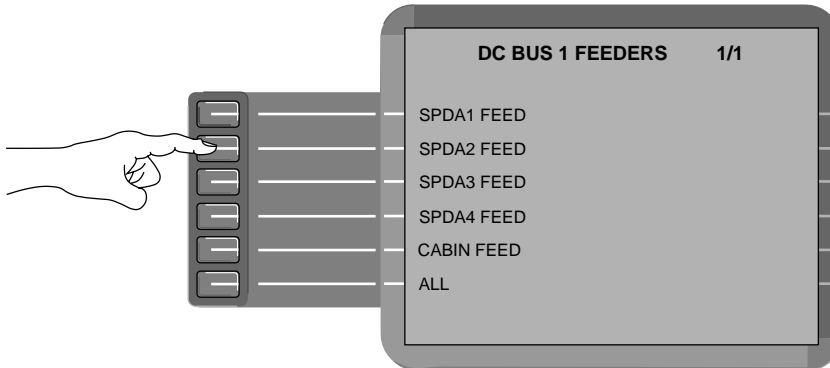 DC BUS 1 FEEDERS 1/1
SPDA1 FEED
SPDA2 FEED
SPDA3 FEED
SPDA4 FEED
CABIN FEED
ALL